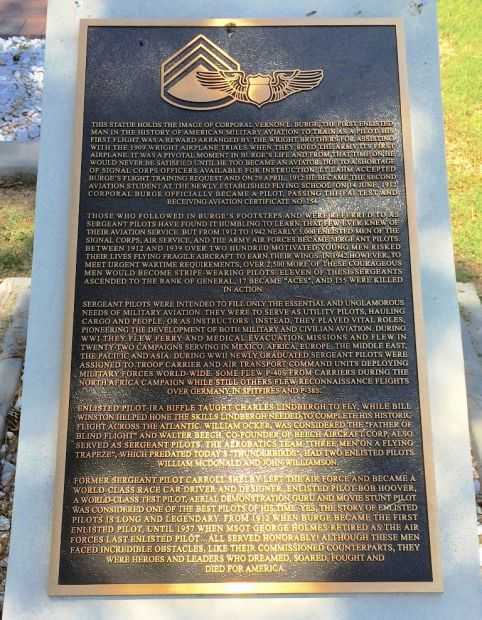 THIS STATUE HOLDS THE IMAGE OF CORPORAL VERNON L. BURGE, THE FIRST ENLISTED
MAN IN THE HISTORY OF AMERICAN MILITARY AVIATION TO TRAIN AS A PILOT. HIS
FIRST FLIGHT WAS A REWARD ARRANGED BY THE WRIGHT BROTHERS FOR ASSISTING
WITH THE 1909 WRIGHT AIRPLANE TRIALS WHEN THEY SOLD THE ARMY ITS FIRST
AIRPLANE. IT WAS A PIVOTAL MOMENT IN BURGE'S LIFE AND FROM THAT TIME ON HE
WOULD NEVER BE SATISFIED UNTIL HE TOO BECAME AN AVIATOR. DUE TO A SHORTAGE
OF SIGNAL CORPS OFFICERS AVAILABLE FOR INSTRUCTION, LT. LAHM ACCEPTED
BURGE'S FLIGHT TRAINING REQUEST AND ON 29 APRIL, 1912 HE BECAME THE SECOND
AVIATION STUDENT AT THE NEWLY ESTABLISHED FLYING SCHOOL. ON 14 JUNE, 1912
CORPORAL BURGE OFFICIALLY BECAME A PILOT, PASSING THE F.A.I. TEST AND
RECEIVING AVIATION CERTIFICATE NO. 154.
THOSE WHO FOLLOWED IN BURGE'S FOOTSTEPS AND WERE REFERRED TO AS
SERGEANT PILOTS HAVE FOUND IT HUMBLING TO LEARN THAT FEW EVER KNEW OF
THEIR AVIATION SERVICE. BUT FROM 1912 TO 1942 NEARLY 3,000 ENLISTED MEN OF THE
SIGNAL CORPS, AIR SERVICE, AND THE ARMY AIR FORCES BECAME SERGEANT PILOTS.
BETWEEN 1912 AND 1939 OVER TWO HUNDRED MOTIVATED YOUNG MEN RISKED
THEIR LIVES FLYING FRAGILE AIRCRAFT TO EARN THEIR WINGS. IN 1942 HOWEVER, TO
MEET URGENT WARTIME REQUIREMENTS, OVER 2,500 MORE OF THESE COURAGEOUS
MEN WOULD BECOME STRIPE-WEARING PILOTS. ELEVEN OF THESE SERGEANTS
ASCENDED TO THE RANK OF GENERAL, 17 BECAME "ACES", AND 155 WERE KILLED
IN ACTION.
SERGEANT PILOTS WERE INTENDED TO FILL ONLY THE ESSENTIAL AND UNGLAMOROUS
NEEDS OF MILITARY AVIATION. THEY WERE TO SERVE AS UTILITY PILOTS, HAULING
CARGO AND PEOPLE, OR AS INSTRUCTORS. INSTEAD, THEY PLAYED VITAL ROLES,
PIONEERING THE DEVELOPMENT OF BOTH MILITARY AND CIVILIAN AVIATION. DURING
WWI THEY FLEW FERRY AND MEDICAL EVACUATION MISSIONS AND FLEW IN
TWENTY-TWO CAMPAIGNS SERVING IN MEXICO, AFRICA, EUROPE, THE MIDDLE EAST,
THE PACIFIC AND ASIA. DURING WWII NEWLY GRADUATED SERGEANT PILOTS WERE
ASSIGNED TO TROOP CARRIER AND AIR TRANSPORT COMMAND UNITS DEPLOYING
MILITARY FORCES WORLD-WIDE. SOME FLEW P-40S FROM CARRIERS DURING THE
NORTH AFRICA CAMPAIGN WHILE STILL OTHERS FLEW RECONNAISSANCE FLIGHTS
OVER GERMANY IN SPITFIRES AND P-38S.
ENLISTED PILOT IRA BIFFLE TAUGHT CHARLES LINDBERGH TO FLY, WHILE BILL
WINSTON HELPED HONE THE SKILLS LINDBERGH NEEDED TO COMPLETE HIS HISTORIC
FLIGHT ACROSS THE ATLANTIC. WILLIAM OCKER, WAS CONSIDERED THE "FATHER OF
BLIND FLIGHT" AND WALTER BEECH, CO-FOUNDER OF BEECH AIRCRAFT CORP, ALSO
SERVED AS SERGEANT PILOTS. THE AEROBATICS TEAM, "THREE MEN ON A FLYING
TRAPEZE", WHICH PREDATED TODAY'S "THUNDERBIRDS", HAD TWO ENLISTED PILOTS
WILLIAM MCDONALD AND JOHN WILLIAMSON.
FORMER SERGEANT PILOT CARROLL SHELBY LEFT THE AIR FORCE AND BECAME A
WORLD-CLASS RACE CAR DRIVER AND DESIGNER. ENLISTED PILOT BOB HOOVER,
A WORLD-CLASS TEST PILOT, AERIAL DEMONSTRATION GURU AND MOVIE STUNT PILOT
WAS CONSIDERED ONE OF THE BEST PILOTS OF HIS TIME. YES, THE STORY OF ENLISTED
PILOTS IS LONG AND LEGENDARY. FROM 1912 WHEN BURGE BECAME THE FIRST
ENLISTED PILOT, UNTIL 1957 WHEN MSGT GEORGE HOLMES RETIRED AS THE AIR
FORCES LAST ENLISTED PILOT... ALL SERVED HONORABLY! ALTHOUGH THESE MEN
FACED INCREDIBLE OBSTACLES, LIKE THEIR COMMISSIONED COUNTERPARTS, THEY
WERE HEROES AND LEADERS WHO DREAMED, SOARED, FOUGHT AND
DIED FOR AMERICA.